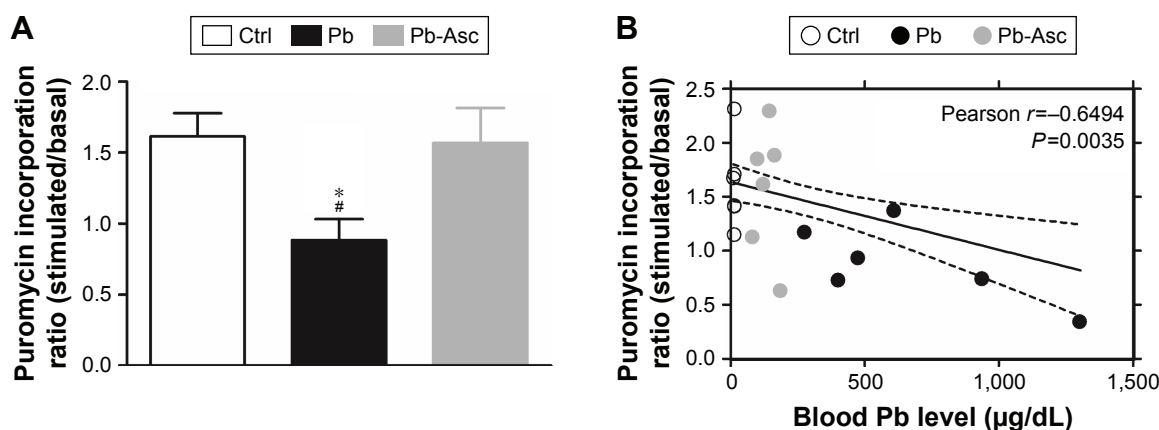 A
Ctrl Pb Pb-Asc
Puromycin incorporation
ratio (stimulated/basal)
2.0
1.5
1.0
0.5
0.0
*
#
B
Ctrl Pb Pb-Asc
Puromycin incorporation
ratio (stimulated/basal)
2.5
2.0
1.5
1.0
0.5
0.0
Pearson r=–0.6494
P=0.0035
0 500 1,000 1,500
Blood Pb level (µg/dL)